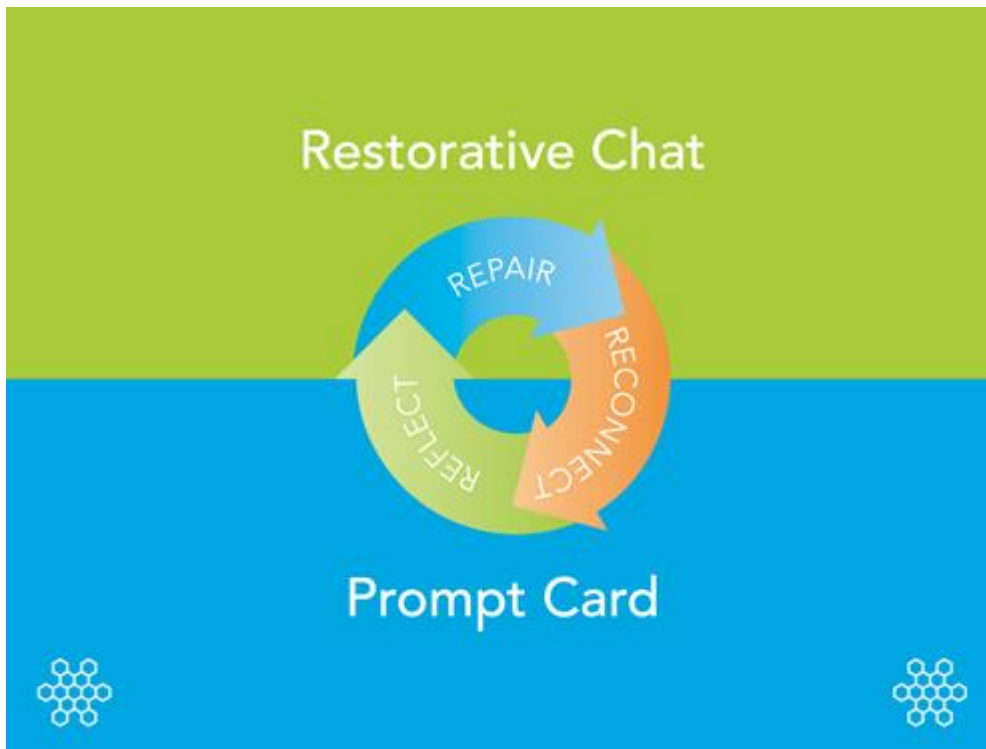 Restorative Chat
REPAIR
RECONNECT
REFLECT
Prompt Card